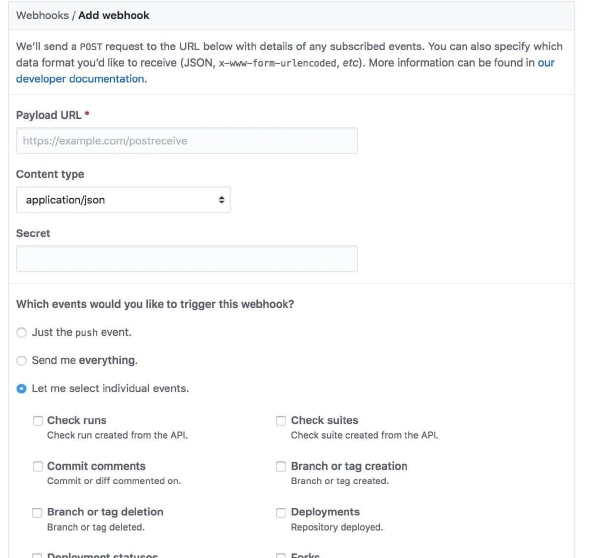 Webhooks / Add webhook
We'll send a POST request to the URL below with details of any subscribed events. You can also specify which
data format you'd like to receive (JSON, x-www-form-urlencoded, etc). More information can be found in our
developer documentation.
Payload URL *
https://example.com/postreceive
Content type
application/json
Secret
Which events would you like to trigger this webhook?
Just the push event.
Send me everything.
Let me select individual events.
Check runs
Check run created from the API.
Check suites
Check suite created from the API.
Commit comments
Commit or diff commented on.
Branch or tag creation
Branch or tag created.
Branch or tag deletion
Branch or tag deleted.
Deployments
Repository deployed.
Deployment statuses
Forks